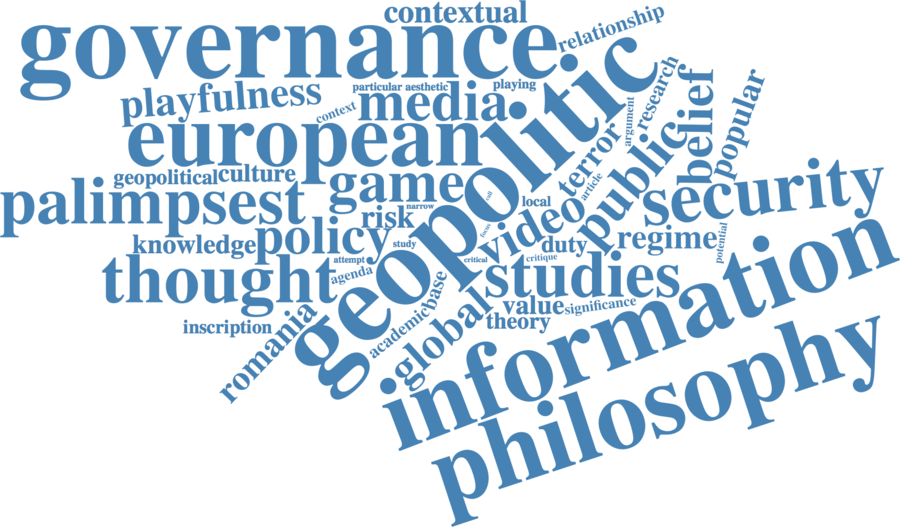 contextual
relationship
governance
particular aesthetic
playing
playfulness
context
media
research
argument
belief
popular
european
geopolitic
terror
public
geopolitical
culture
game
article
call
local
palimpsest
narrow
security
risk
video
focus
knowledge
policy
study
duty
regime
potential
attempt
critical
critique
thought
agenda
studies
information
base
value
significance
inscription
romania
academic
global
theory
philosophy